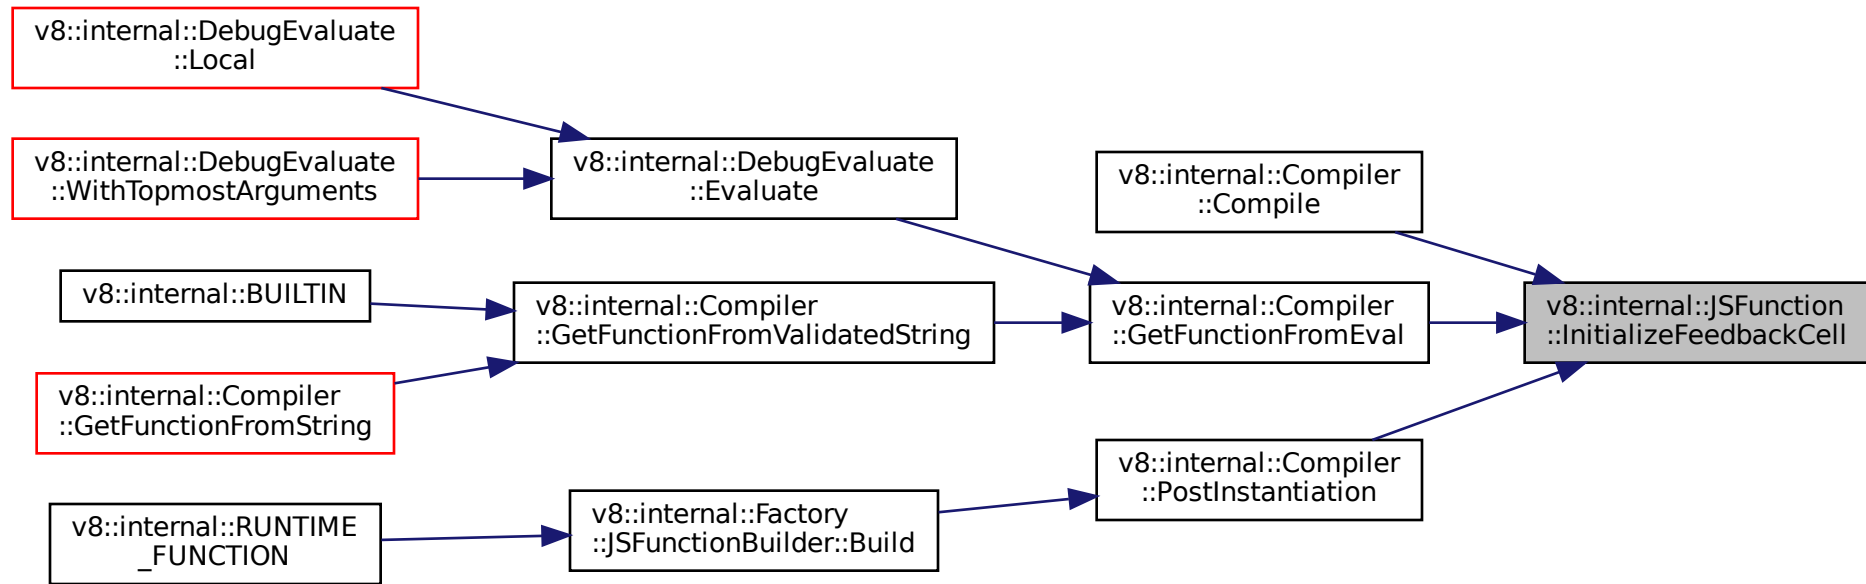 v8::internal::DebugEvaluate
::Local
v8::internal::DebugEvaluate
::WithTopmostArguments
v8::internal::BUILTIN
v8::internal::Compiler
::GetFunctionFromString
v8::internal::RUNTIME
_FUNCTION
v8::internal::DebugEvaluate
::Evaluate
v8::internal::Compiler
::GetFunctionFromValidatedString
v8::internal::Factory
::JSFunctionBuilder::Build
v8::internal::Compiler
::Compile
v8::internal::Compiler
::GetFunctionFromEval
v8::internal::Compiler
::PostInstantiation
v8::internal::JSFunction
::InitializeFeedbackCell